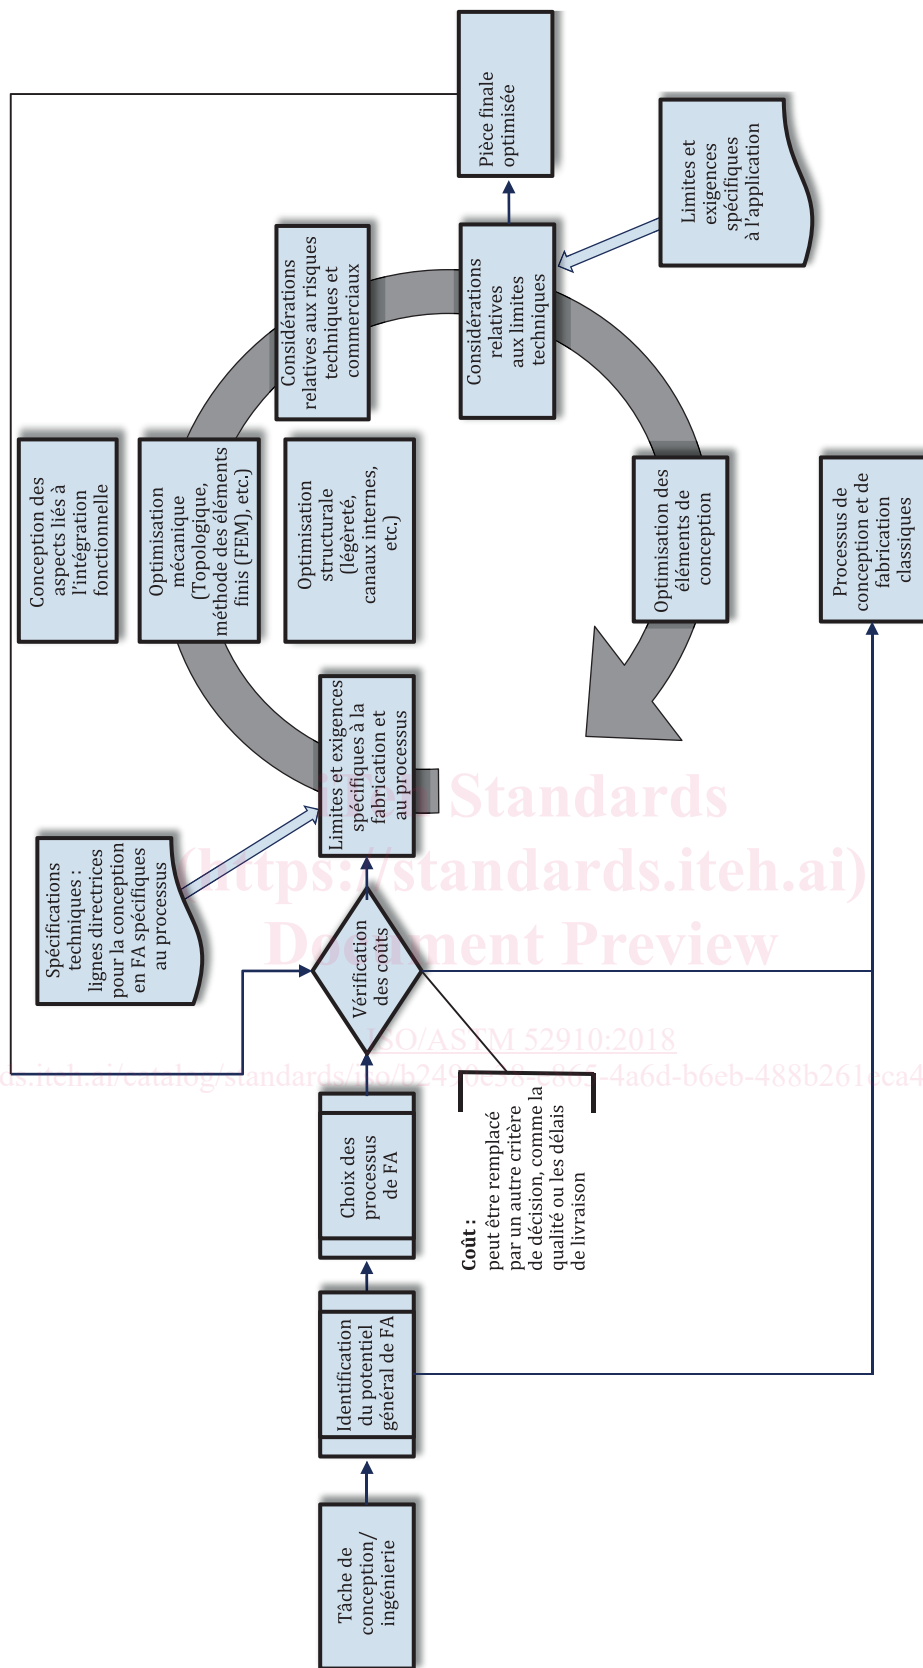 Tâche de
conception/
ingénierie
Identification
du potentiel
général de FA
Choix des
processus
de FA
Vérification
des coûts
Coût :
peut être remplacé
par un autre critère
de décision, comme la
qualité ou les délais
de livraison
Spécifications
techniques :
lignes directrices
pour la conception
en FA spécifiques
au processus
Limites et exigences
spécifiques à la
fabrication et
au processus
Conception des
aspects liés à
l'intégration
fonctionnelle
Optimisation
mécanique
(Topologique,
méthode des éléments
finis (FEM), etc.)
Optimisation
structurale
(légèreté,
canaux internes,
etc.)
Considérations
relatives aux risques
techniques et
commerciaux
Considérations
relatives
aux limites
techniques
Optimisation des
éléments de
conception
Pièce finale
optimisée
Limites et
exigences
spécifiques
à l'application
Processus de
conception et de
fabrication
classiques
iTeh Standards
(https://standards.iteh.ai)
Document Preview
ISO/ASTM 52910:2018